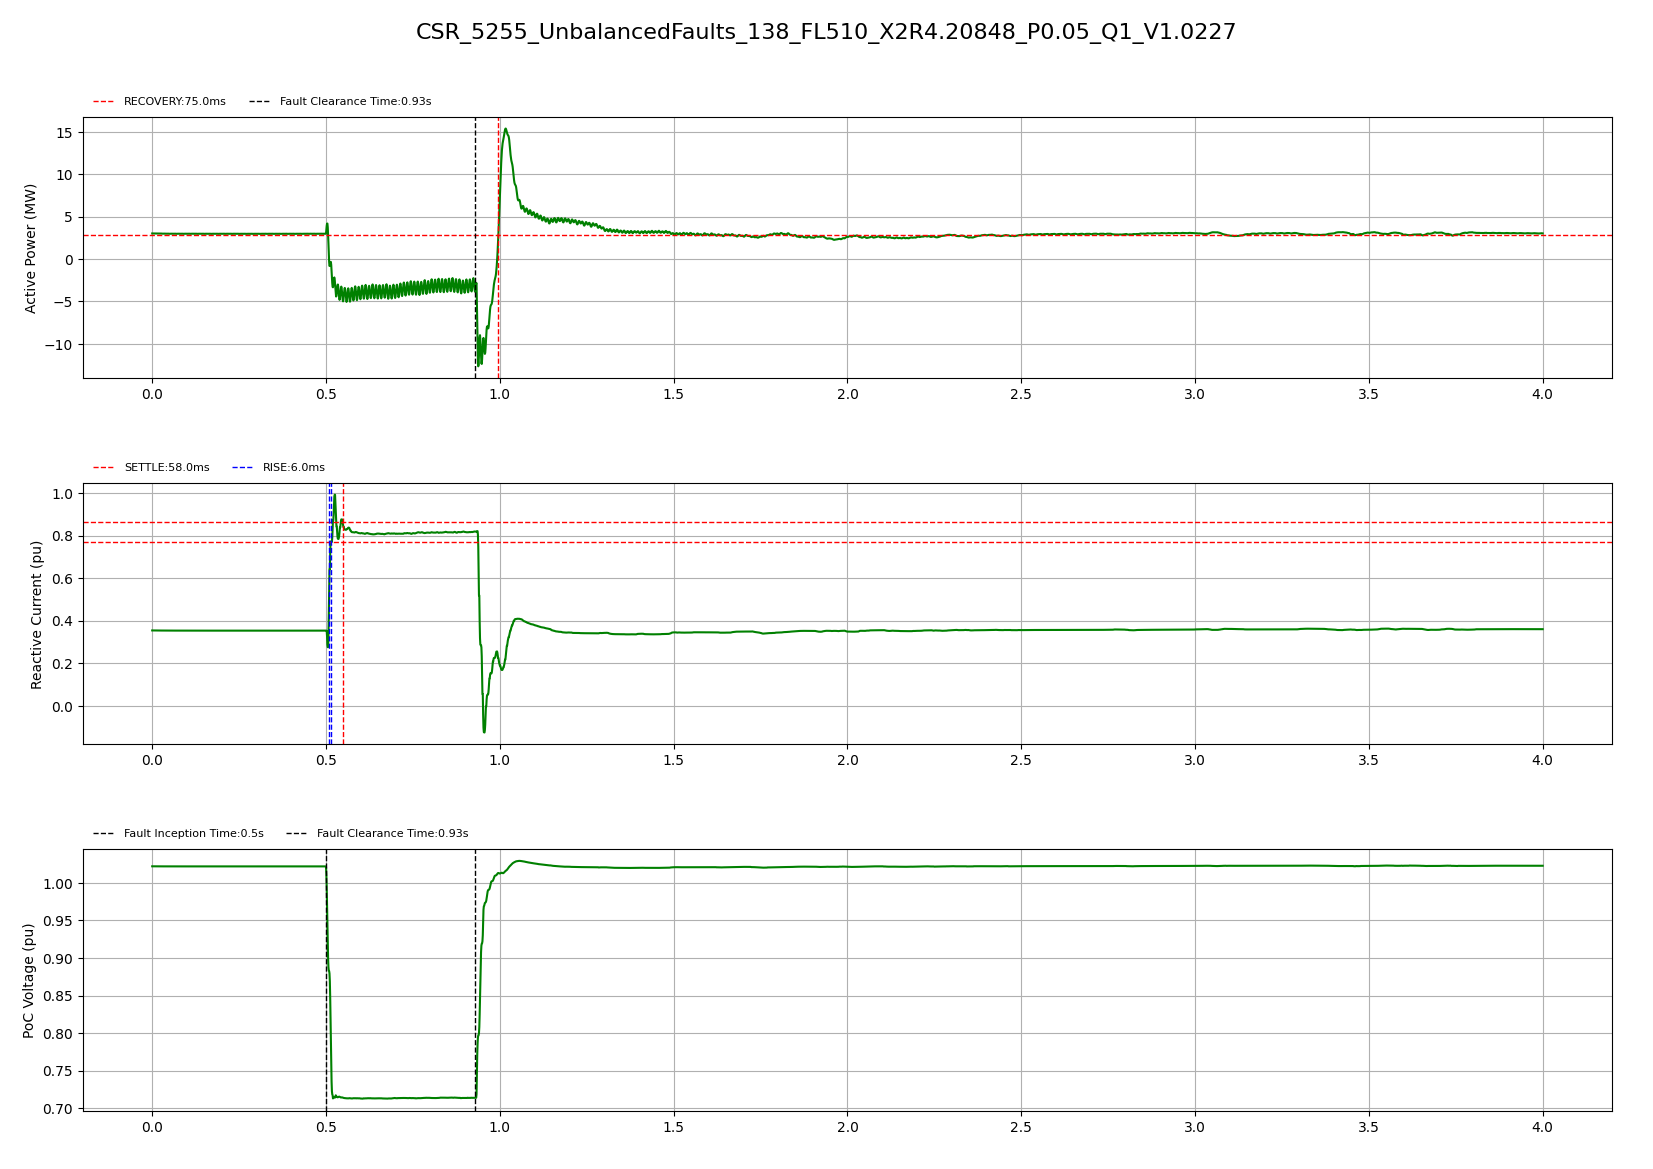 CSR_5255_UnbalancedFaults_138_FL510_X2R4.20848_P0.05_Q1_V1.0227
RECOVERY:75.0ms Fault Clearance Time:0.93s
Active Power (MW)
15
10
5
0
−5
−10
0.0 0.5 1.0 1.5 2.0 2.5 3.0 3.5 4.0
SETTLE:58.0ms RISE:6.0ms
Reactive Current (pu)
1.0
0.8
0.6
0.4
0.2
0.0
0.0 0.5 1.0 1.5 2.0 2.5 3.0 3.5 4.0
Fault Inception Time:0.5s Fault Clearance Time:0.93s
PoC Voltage (pu)
1.00
0.95
0.90
0.85
0.80
0.75
0.70
0.0 0.5 1.0 1.5 2.0 2.5 3.0 3.5 4.0